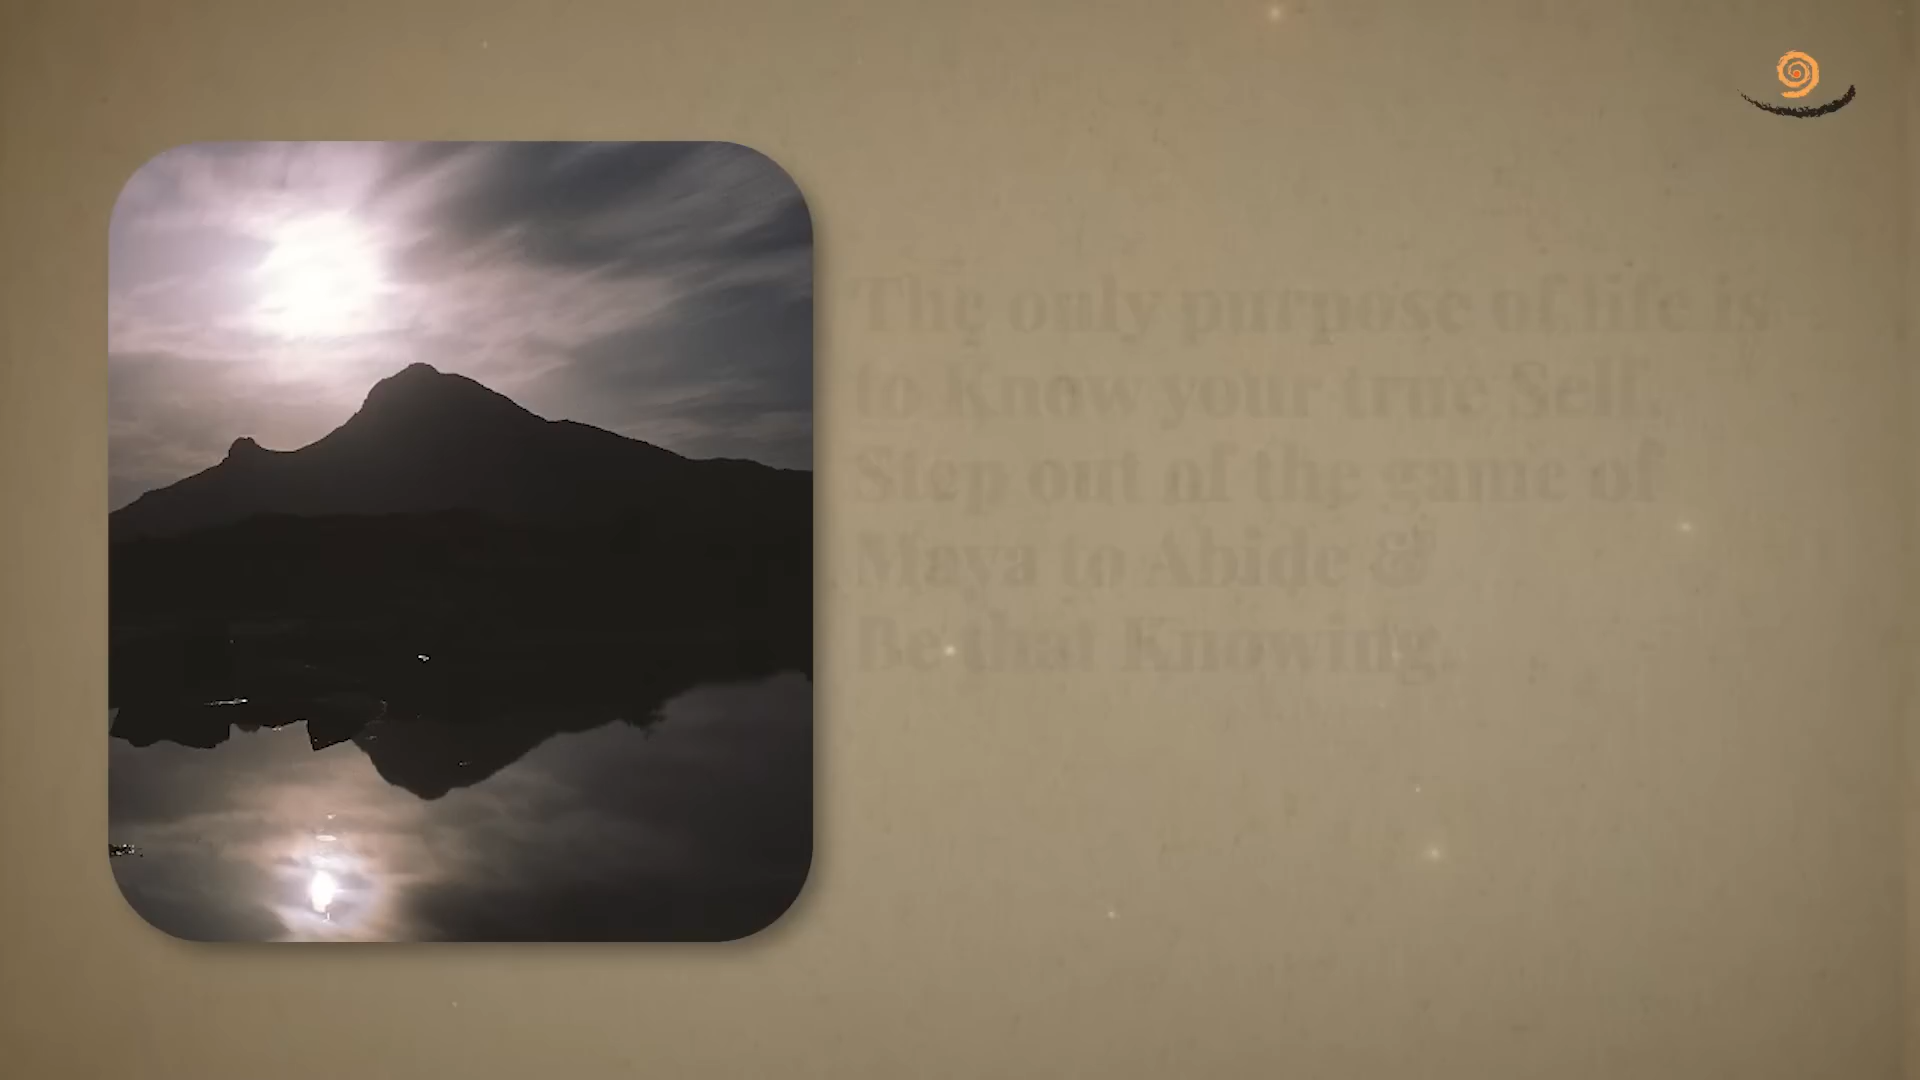 The only purpose of life is
to Know your true Self.
Step out of the game of
Maya to Abide &
Be that Knowing.